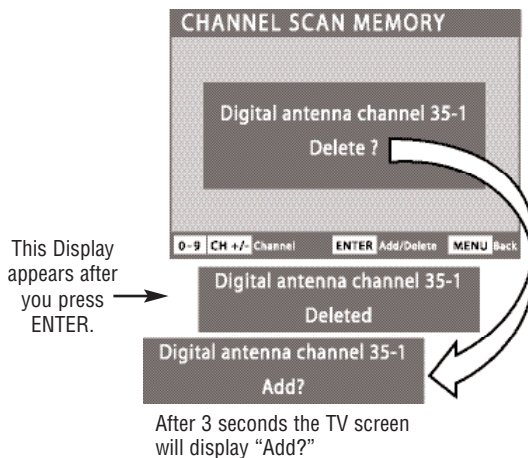 CHANNEL SCAN MEMORY
Digital antenna channel 35-1
Delete ?
0-9 CH +/- Channel ENTER Add/Delete MENU Back
This Display
appears after
you press
ENTER.
Digital antenna channel 35-1
Deleted
Digital antenna channel 35-1
Add?
After 3 seconds the TV screen
will display “Add?”